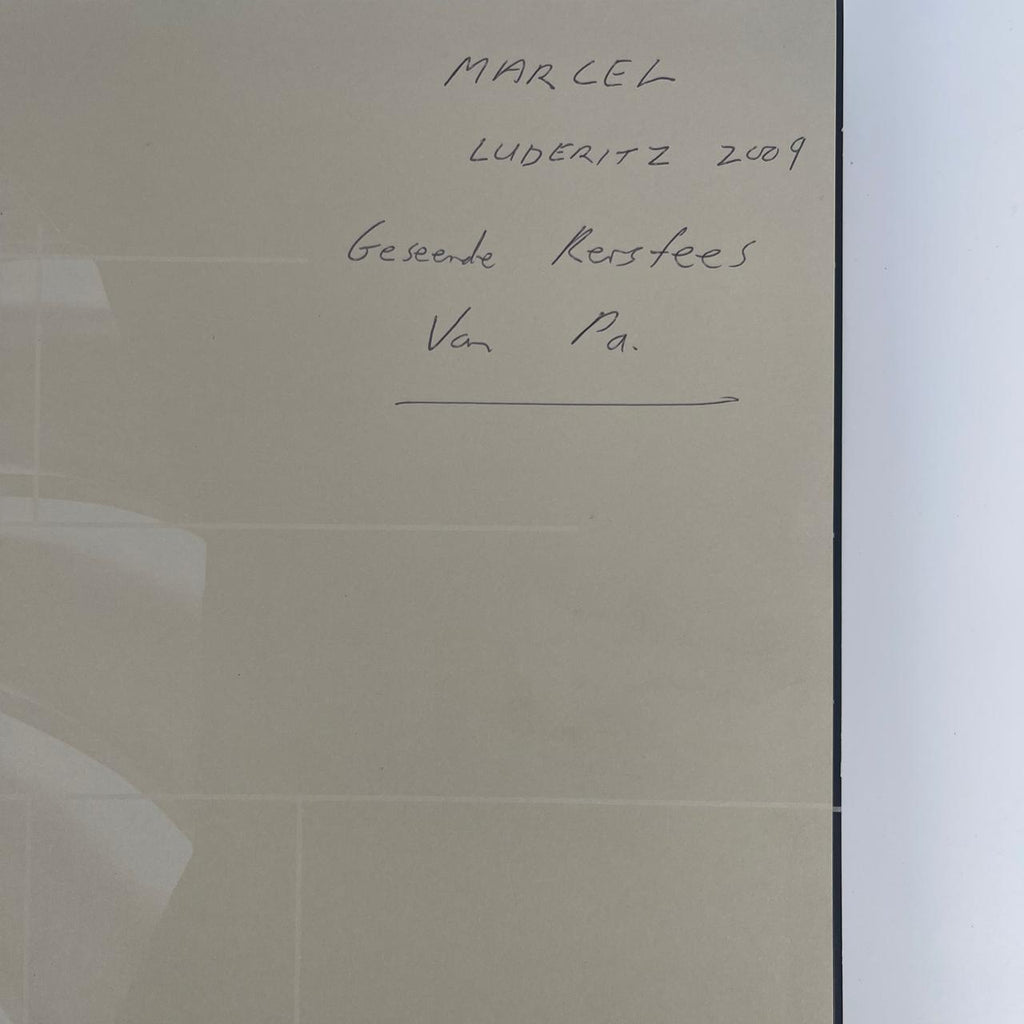 MARCEL
LUDERITZ 2009
Geseende Kersfees
Van Pa.